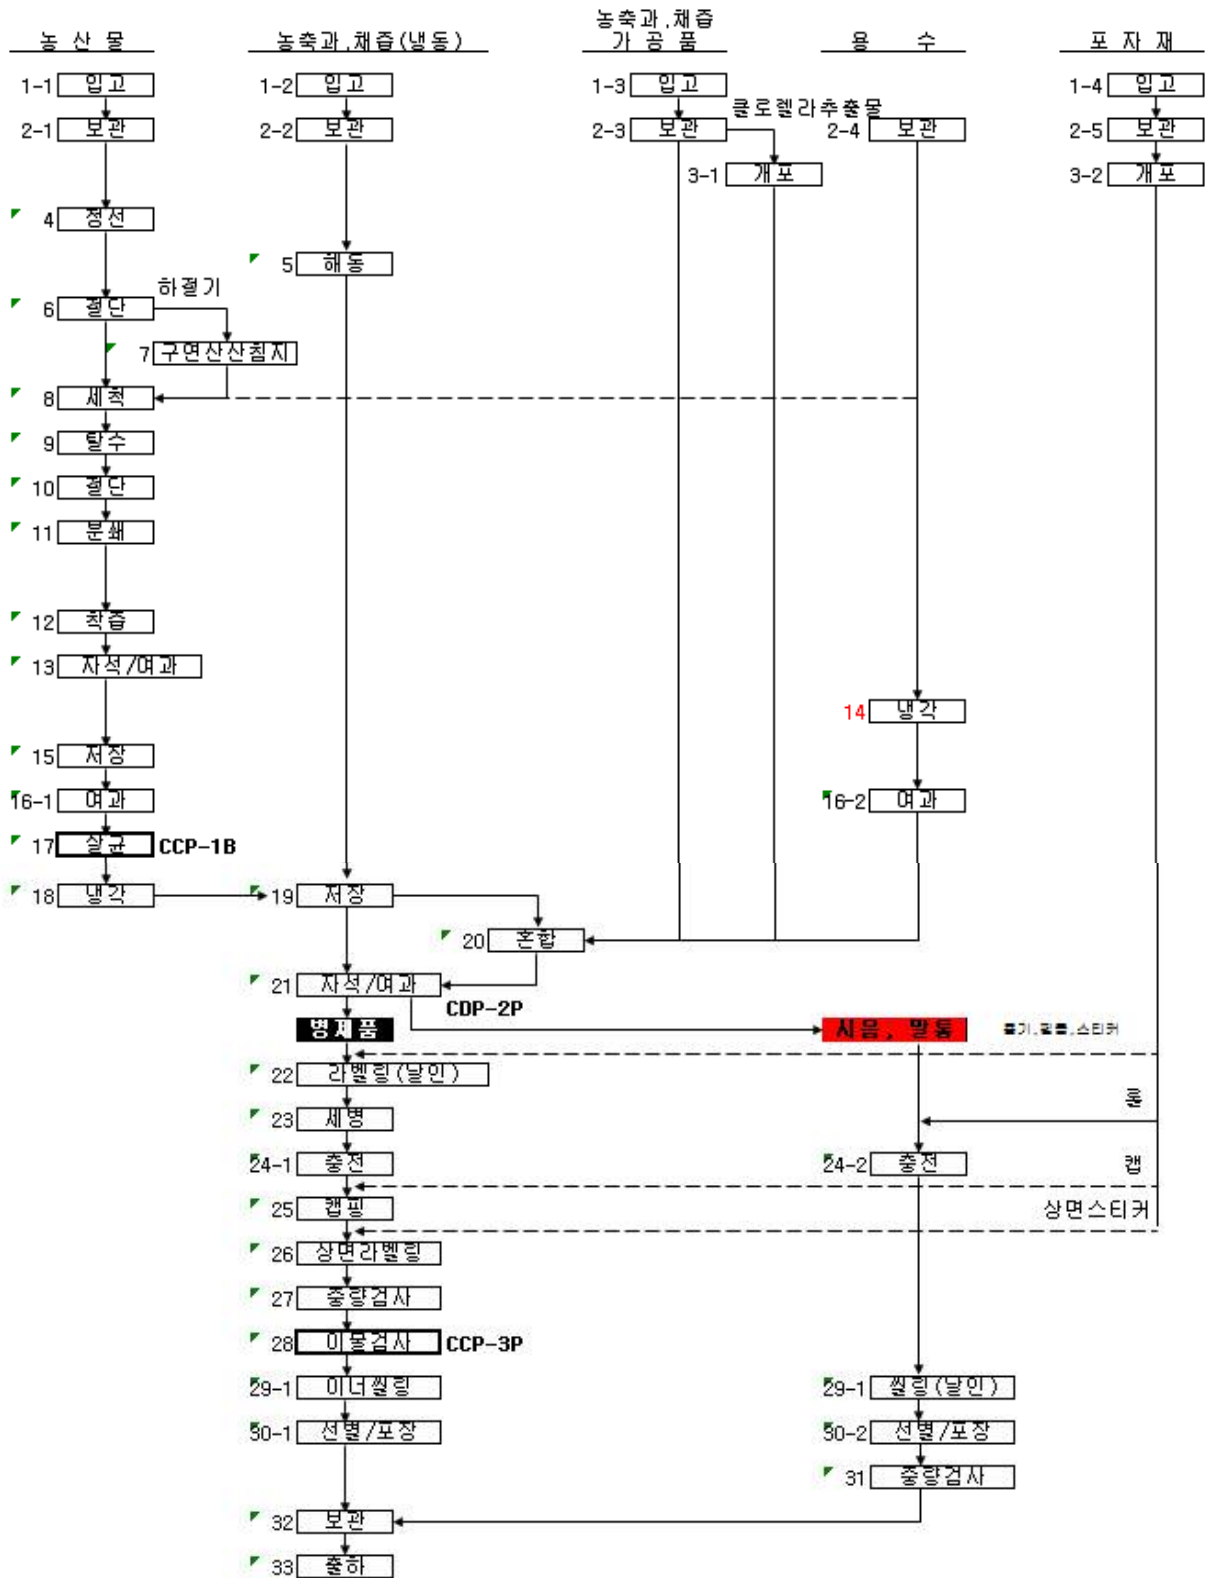 농축과,채즙
농 산 물 농축과,채즙(냉동) 가 공 품 용 수 포 자 재
1-1 입고 1-2 입고 1-3 입고 1-4 입고
클로렐라추출물
2-1 보관 2-2 보관 2-3 보관 2-4 보관 2-5 보관
3-1 개포 3-2 개포
4 정선
5 해동
하절기
6 절단
7 구연산산침지
8 세척
9 탈수
10 절단
11 분쇄
12 착즙
13 자석/여과
14 냉각
15 저장
16-1 여과 16-2 여과
17 살균 CCP-1B
18 냉각 19 저장
20 혼합
21 자석/여과
CDP-2P
병제품 시음, 말통 스티커
22 라벨링(날인)
23 세병
24-1 충전 24-2 충전 캡
25 캡핑 상면스티커
26 상면라벨링
27 중량검사
28 이물검사 CCP-3P
29-1 이너씰링 29-1 씰링(날인)
30-1 선별/포장 30-2 선별/포장
31 중량검사
32 보관
33 출하